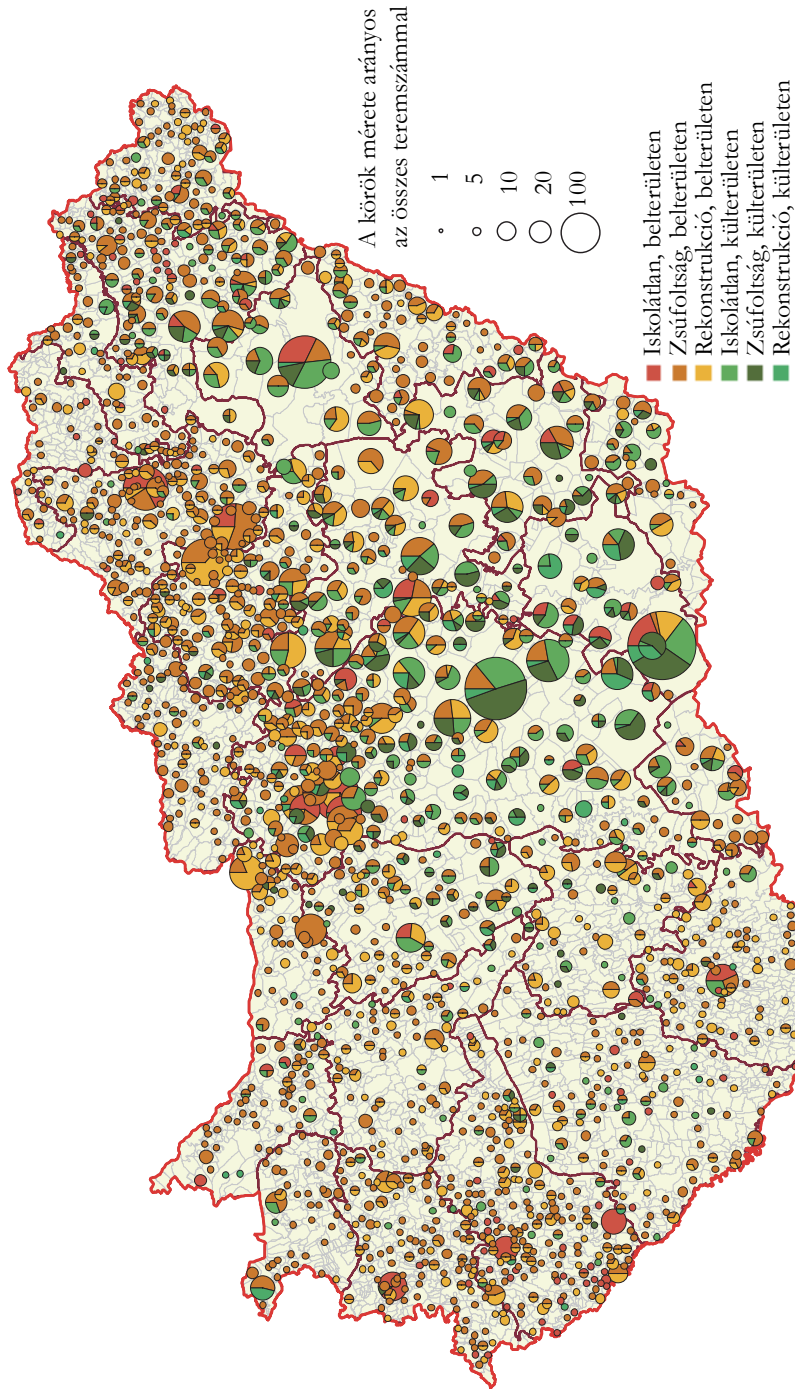 A körök mérete arányos
az összes teremszámmal
1
5
10
20
100
Iskolátlan, belterületen
Zsúfoltság, belterületen
Rekonstrukció, belterületen
Iskolátlan, külterületen
Zsúfoltság, külterületen
Rekonstrukció, külterületen